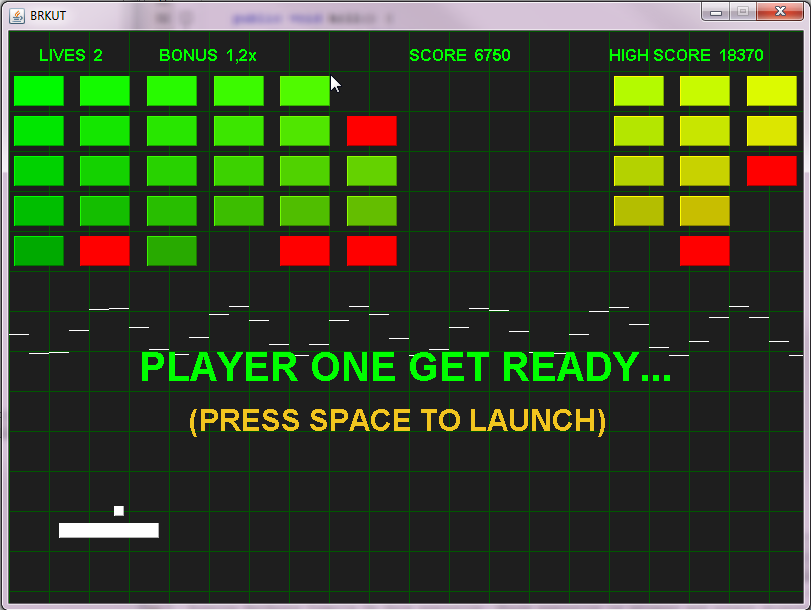 BRKUT
LIVES 2 BONUS 1,2x SCORE 6750 HIGH SCORE 18370
PLAYER ONE GET READY...
(PRESS SPACE TO LAUNCH)